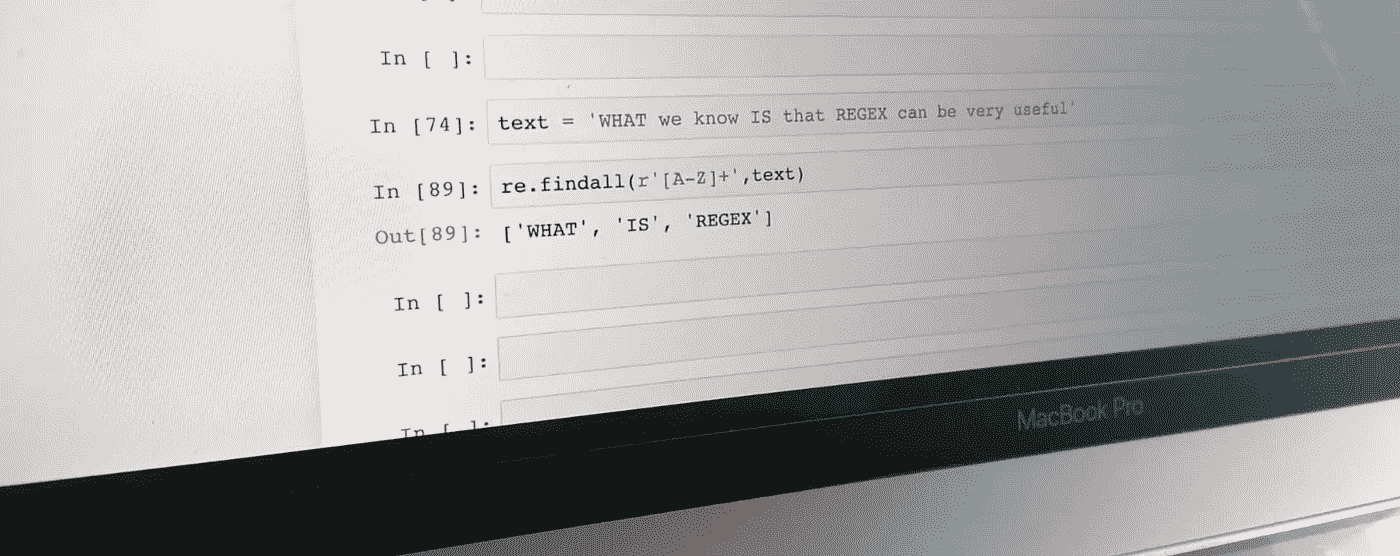 In [ ]:
In [74]: text = 'WHAT we know IS that REGEX can be very useful'
In [89]: re.findall(r'[A-Z]+',text)
Out[89]: ['WHAT', 'IS', 'REGEX']
In [ ]:
In [ ]:
In [ ]:
MacBook Pro